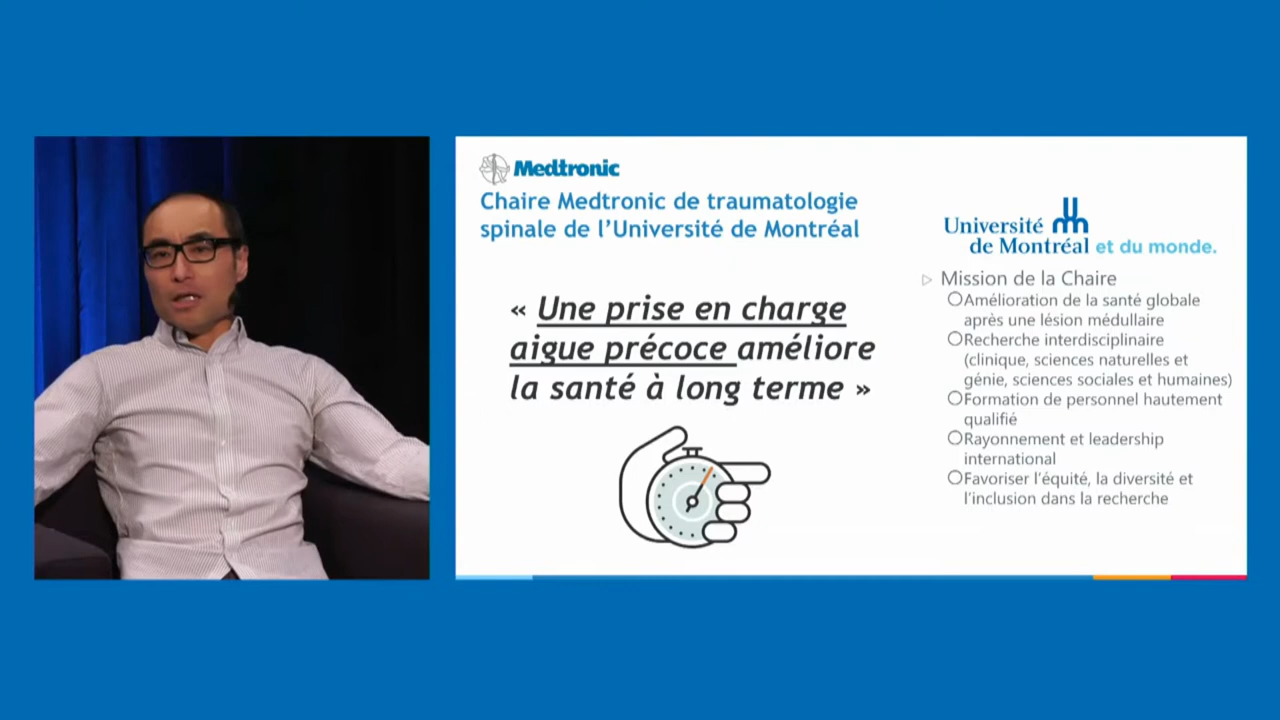 Medtronic
Chaire Medtronic de traumatologie
spinale de l'Université de Montréal
« Une prise en charge
aigue précoce améliore
la santé à long terme »
Université
de Montréal et du monde.
Mission de la Chaire
Amélioration de la santé globale
après une lésion médullaire
Recherche interdisciplinaire
(clinique, sciences naturelles et
génie, sciences sociales et humaines)
Formation de personnel hautement
qualifié
Rayonnement et leadership
international
Favoriser l'équité, la diversité et
l'inclusion dans la recherche